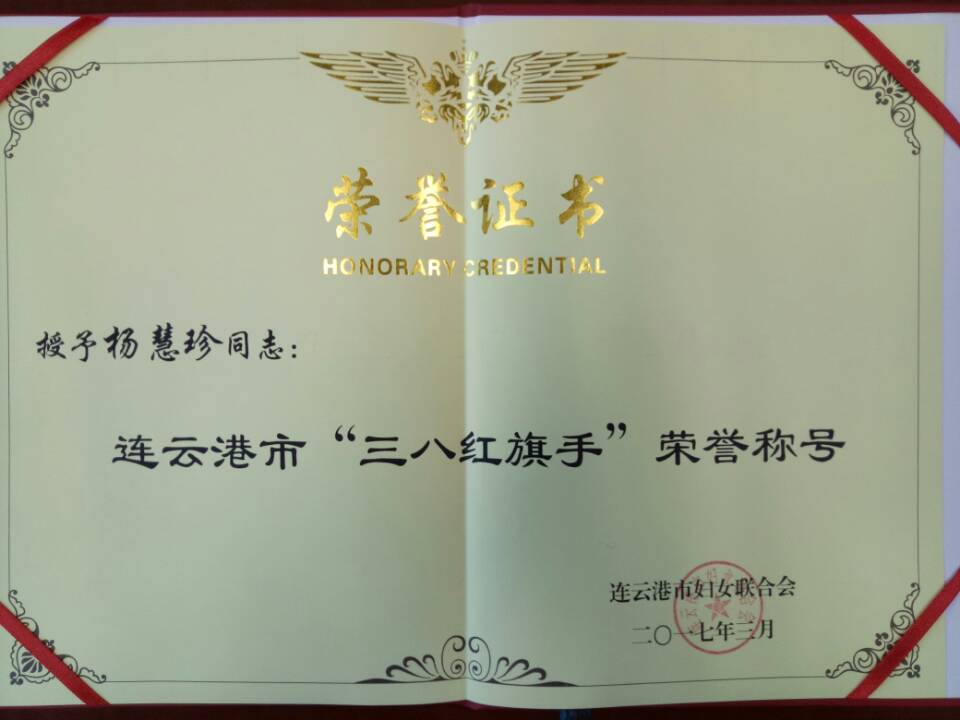 荣誉证书
HONORARY CREDENTIAL
授予杨慧珍同志：
连云港市“三八红旗手”荣誉称号
连云港市妇女联合会
二〇一七年三月